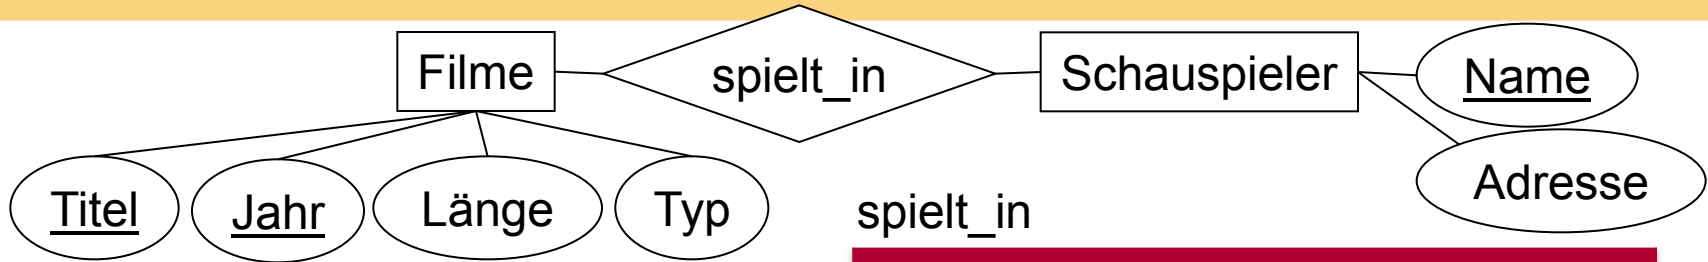 Filme
spielt_in
Schauspieler
Name
Titel
Jahr
Länge
Typ
Adresse
spielt_in